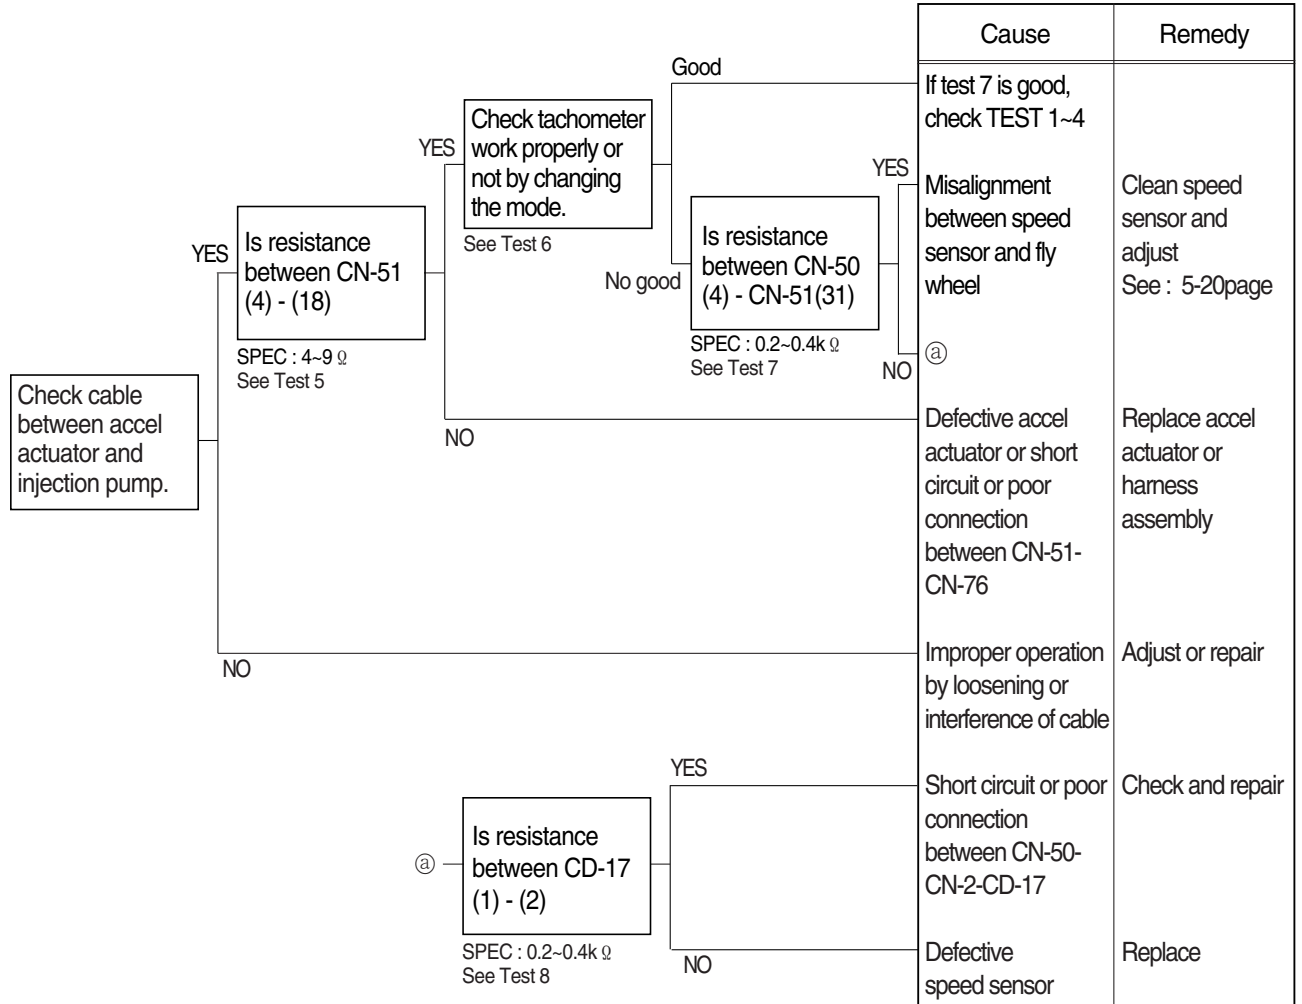 Cause
Remedy
Good
If test 7 is good,
check TEST 1~4
Check tachometer
work properly or
not by changing
the mode.
YES
See Test 6
YES
Misalignment
between speed
sensor and fly
wheel
Clean speed
sensor and
adjust
See : 5-20page
Is resistance
between CN-51
(4) - (18)
YES
SPEC : 4~9 Ω
See Test 5
No good
Is resistance
between CN-50
(4) - CN-51(31)
SPEC : 0.2~0.4k Ω
See Test 7
NO
ⓐ
Check cable
between accel
actuator and
injection pump.
NO
Defective accel
actuator or short
circuit or poor
connection
between CN-51-
CN-76
Replace accel
actuator or
harness
assembly
NO
Improper operation
by loosening or
interference of cable
Adjust or repair
YES
Short circuit or poor
connection
between CN-50-
CN-2-CD-17
Check and repair
ⓐ
Is resistance
between CD-17
(1) - (2)
SPEC : 0.2~0.4k Ω
See Test 8
NO
Defective
speed sensor
Replace